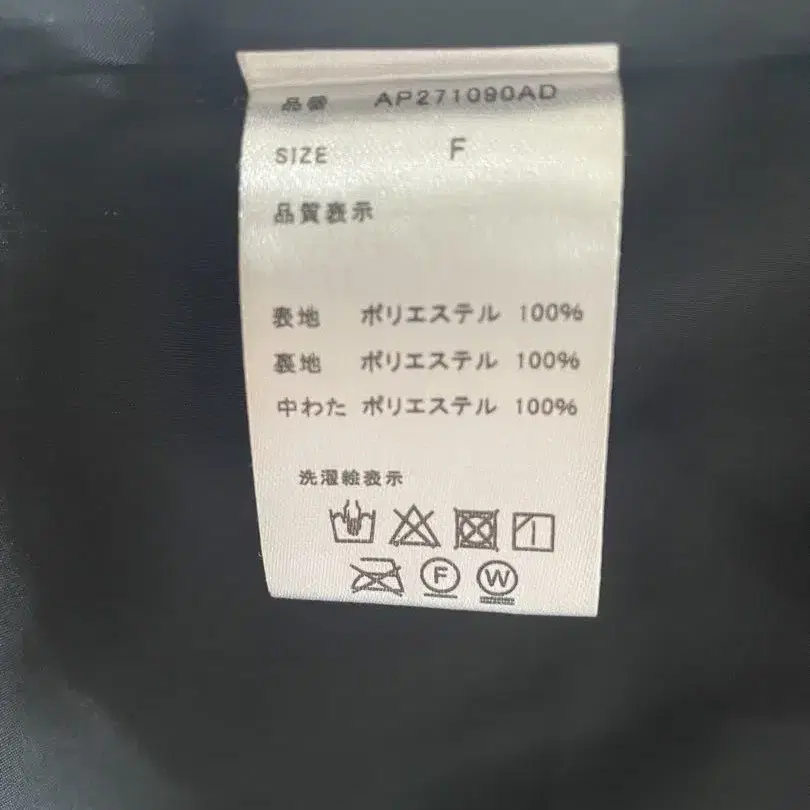 品番 AP271090AD
SIZE F
品質表示
表地 ポリエステル 100%
裏地 ポリエステル 100%
中わた ポリエステル 100%
洗濯絵表示
F W